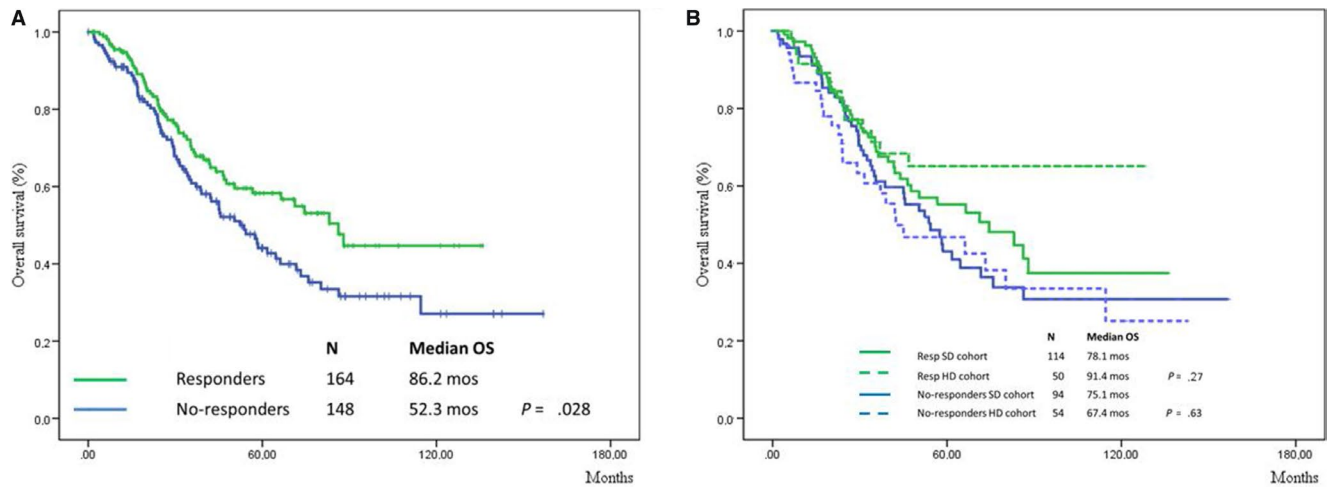 A
Overall survival (%)
1.0
0.8
0.6
0.4
0.2
0.0
N Median OS
Responders 164 86.2 mos
No-responders 148 52.3 mos P = .028
.00 60.00 120.00 180.00
Months
B
Overall survival (%)
1.0
0.8
0.6
0.4
0.2
0.0
N Median OS
Resp SD cohort 114 78.1 mos
Resp HD cohort 50 91.4 mos P = .27
No-responders SD cohort 94 75.1 mos
No-responders HD cohort 54 67.4 mos P = .63
.00 60.00 120.00 180.00
Months